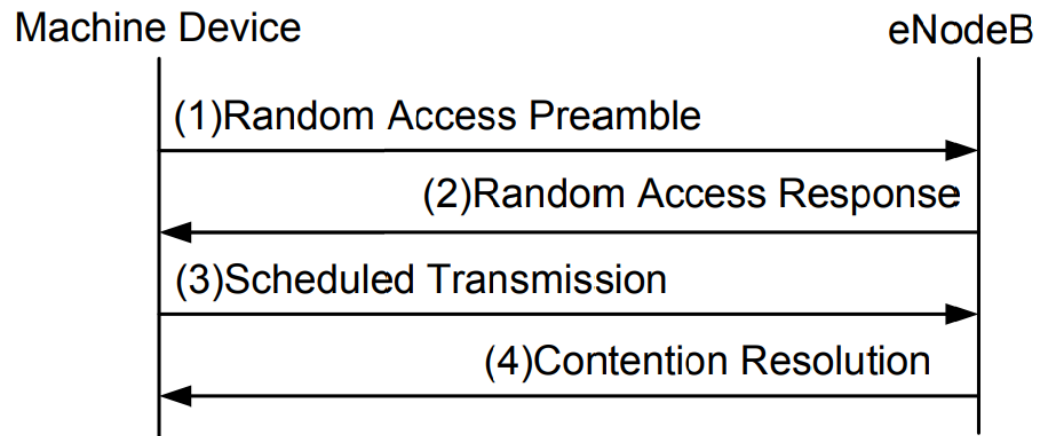 Machine Device
eNodeB
(1)Random Access Preamble
(2)Random Access Response
(3)Scheduled Transmission
(4)Contention Resolution